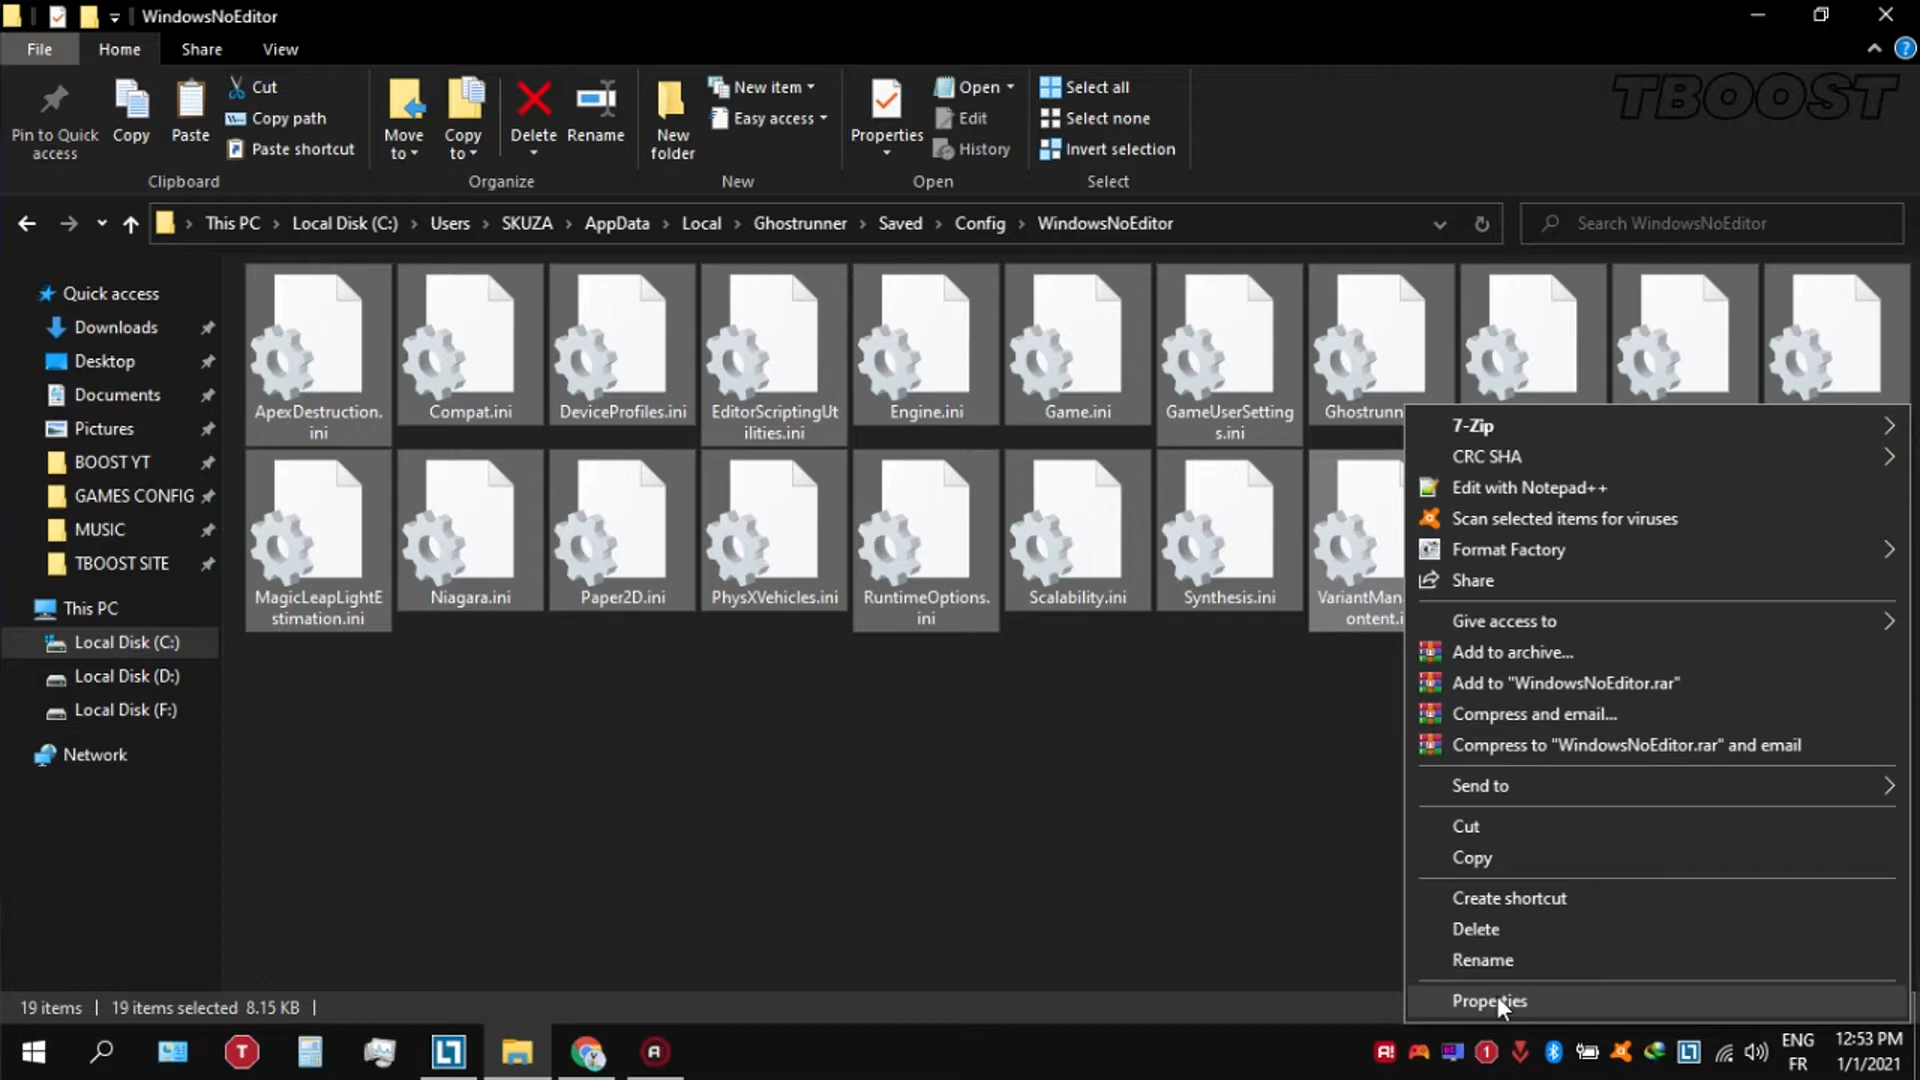 WindowsNoEditor
File Home Share View
TBOOST
Pin to Quick access
Copy
Paste
Cut
Copy path
Paste shortcut
Clipboard
Move to
Copy to
Delete
Rename
Organize
New folder
New item
Easy access
New
Properties
Open
Edit
History
Open
Select all
Select none
Invert selection
Select
This PC > Local Disk (C:) > Users > SKUZA > AppData > Local > Ghostrunner > Saved > Config > WindowsNoEditor
Search WindowsNoEditor
Quick access
Downloads
Desktop
Documents
Pictures
BOOST YT
GAMES CONFIG
MUSIC
TBOOST SITE
This PC
Local Disk (C:)
Local Disk (D:)
Local Disk (F:)
Network
ApexDestruction.
ini
Compat.ini
DeviceProfiles.ini
EditorScriptingUt
ilities.ini
Engine.ini
Game.ini
GameUserSetting
s.ini
Ghostrunn
MagicLeapLightE
stimation.ini
Niagara.ini
Paper2D.ini
PhysXVehicles.ini
RuntimeOptions.
ini
Scalability.ini
Synthesis.ini
VariantMan
ontent.i
7-Zip
CRC SHA
Edit with Notepad++
Scan selected items for viruses
Format Factory
Share
Give access to
Add to archive...
Add to "WindowsNoEditor.rar"
Compress and email...
Compress to "WindowsNoEditor.rar" and email
Send to
Cut
Copy
Create shortcut
Delete
Rename
Properties
19 items | 19 items selected 8.15 KB |
ENG
FR
12:53 PM
1/1/2021